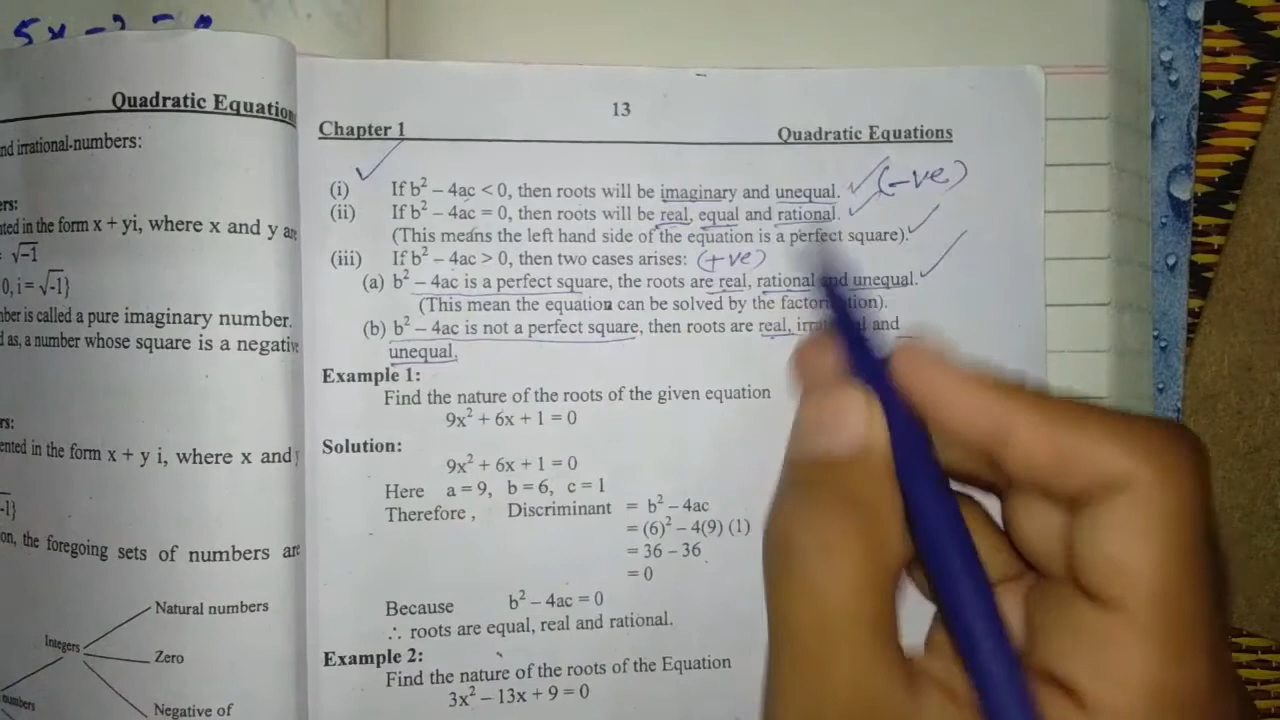 5x
Quadratic Equation
nd irrational-numbers:
ers:
nted in the form x + yi, where x and y are
√-1
0, i = √-1}
nber is called a pure imaginary number.
d as, a number whose square is a negative
rs:
ented in the form x + y i, where x and y
-1}
on, the foregoing sets of numbers are
Natural numbers
Integers
Zero
numbers
Negative of
13
Chapter 1 Quadratic Equations
(i) If b² – 4ac < 0, then roots will be imaginary and unequal. (-ve)
(ii) If b² – 4ac = 0, then roots will be real, equal and rational.
(This means the left hand side of the equation is a perfect square).
(iii) If b² – 4ac > 0, then two cases arises: (+ve)
(a) b² – 4ac is a perfect square, the roots are real, rational and unequal.
(This mean the equation can be solved by the factorization).
(b) b² – 4ac is not a perfect square, then roots are real, irrational and
unequal.
Example 1:
Find the nature of the roots of the given equation
9x² + 6x + 1 = 0
Solution:
9x² + 6x + 1 = 0
Here a = 9, b = 6, c = 1
Therefore, Discriminant = b² – 4ac
= (6)² – 4(9) (1)
= 36 – 36
= 0
Because b² – 4ac = 0
∴ roots are equal, real and rational.
Example 2:
Find the nature of the roots of the Equation
3x² – 13x + 9 = 0